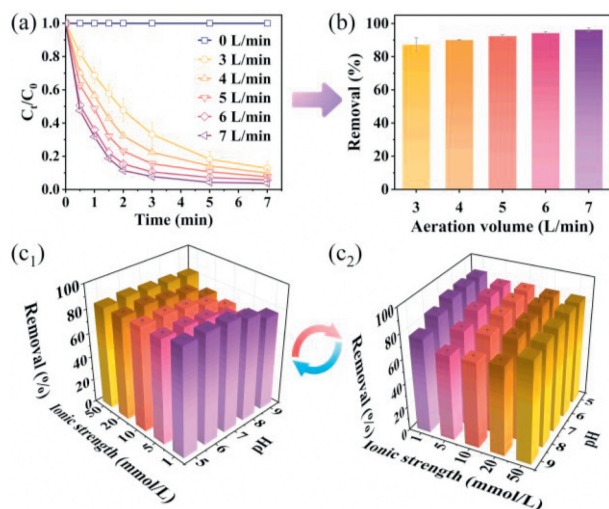 (a)
1.0
0.8
0.6
0.4
0.2
0.0
Cₜ/C₀
0 L/min
3 L/min
4 L/min
5 L/min
6 L/min
7 L/min
0 1 2 3 4 5 6 7
Time (min)
(b)
100
80
60
40
20
0
Removal (%)
3 4 5 6 7
Aeration volume (L/min)
(c₁)
100
80
60
40
20
0
Removal (%)
50 20 10 5 1
Ionic strength (mmol/L)
5 6 7 8 9
pH
(c₂)
100
80
60
40
20
0
Removal (%)
1 5 10 20 50
Ionic strength (mmol/L)
5
6
7
8
9
pH